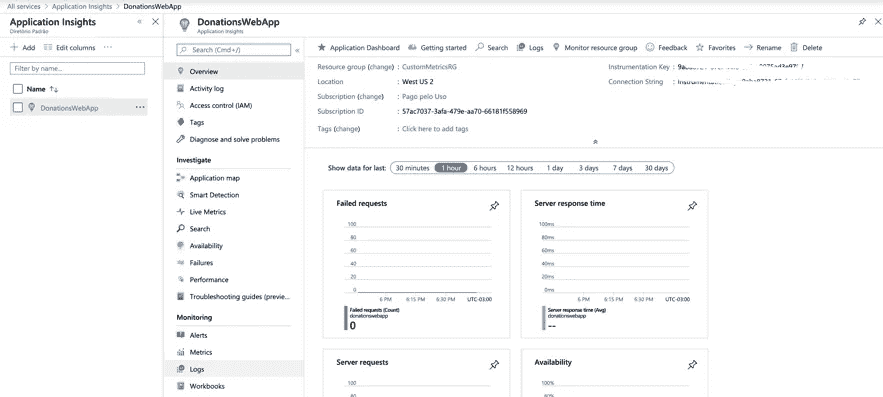 All services > Application Insights > DonationsWebApp
Application Insights
Diretório Padrão
Add Edit columns ...
Filter by name...
Name
DonationsWebApp ...
DonationsWebApp
Application Insights
Search (Cmd+/)
Overview
Activity log
Access control (IAM)
Tags
Diagnose and solve problems
Investigate
Application map
Smart Detection
Live Metrics
Search
Availability
Failures
Performance
Troubleshooting guides (previe...
Monitoring
Alerts
Metrics
Logs
Workbooks
Application Dashboard Getting started Search Logs Monitor resource group Feedback Favorites Rename Delete
Resource group (change) : CustomMetricsRG
Location : West US 2
Subscription (change) : Pago pelo Uso
Subscription ID : 57ac7037-3afa-479e-aa70-66181f558969
Tags (change) : Click here to add tags
Instrumentation Key :
Connection String :
Show data for last: 30 minutes 1 hour 6 hours 12 hours 1 day 3 days 7 days 30 days
Failed requests
100
80
60
40
20
0
6 PM 6:15 PM 6:30 PM UTC-03:00
Failed requests (Count)
donationswebapp
0
Server response time
100ms
80ms
60ms
40ms
20ms
0ms
6 PM 6:15 PM 6:30 PM UTC-03:00
Server response time (Avg)
donationswebapp
--
Server requests
100
80
Availability
100%
80%